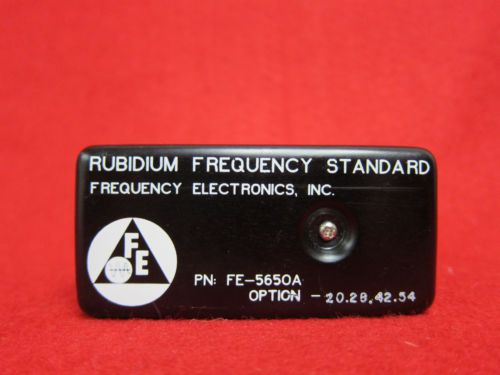 RUBIDIUM FREQUENCY STANDARD
FREQUENCY ELECTRONICS, INC.
FE
PN: FE-5650A
OPTION -20.28.42.54